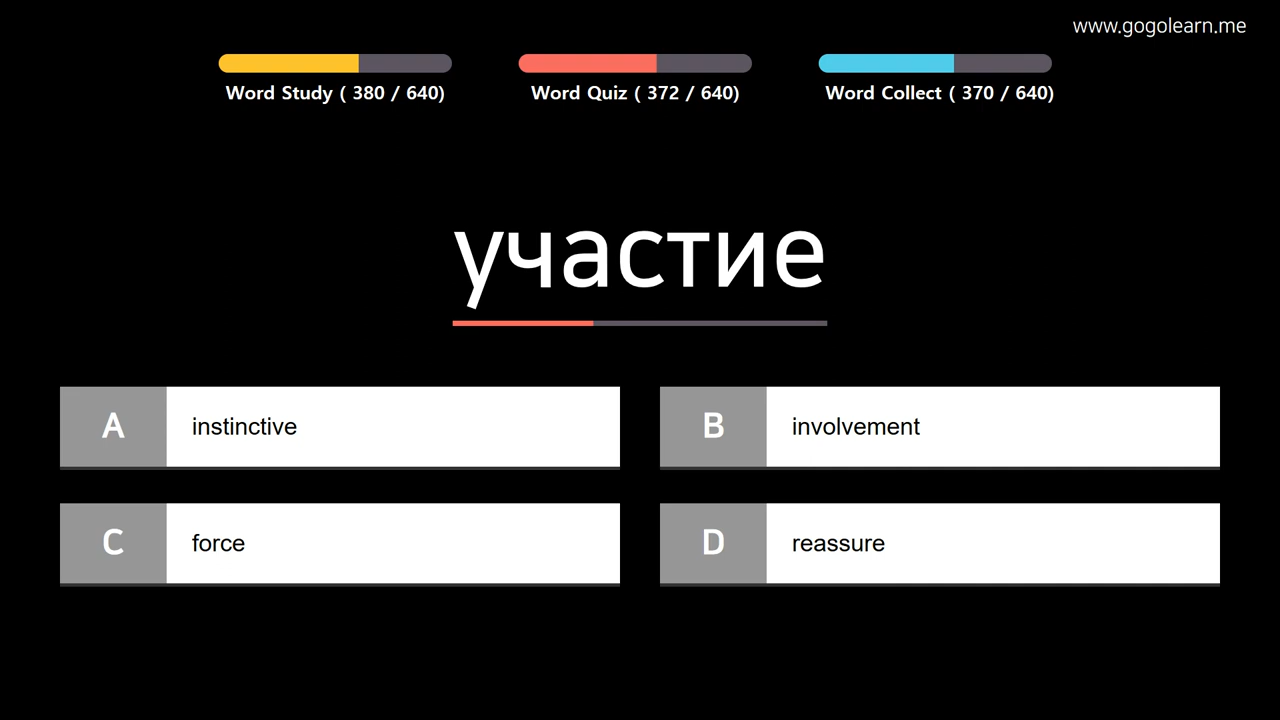 www.gogolearn.me
Word Study ( 380 / 640)
Word Quiz ( 372 / 640)
Word Collect ( 370 / 640)
участие
A instinctive
B involvement
C force
D reassure